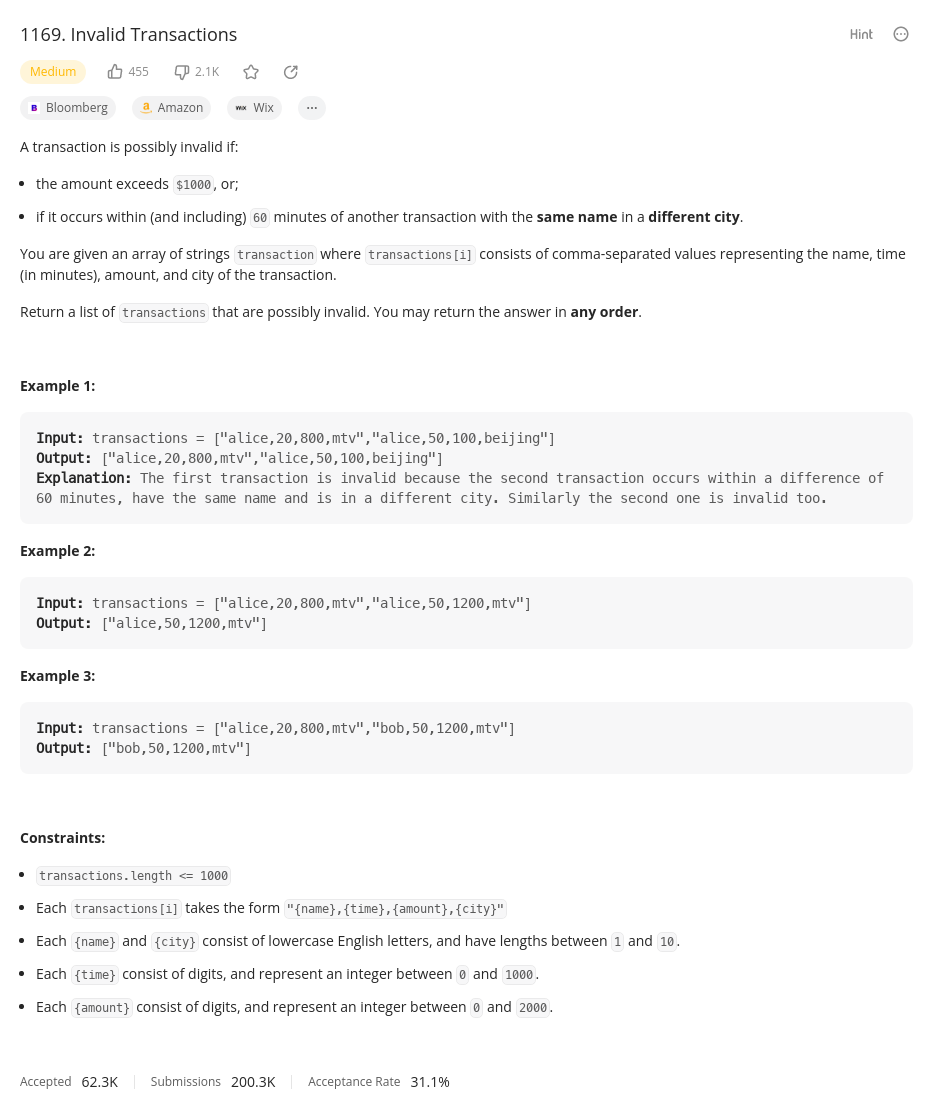 1169. Invalid Transactions
Hint
Medium
455
2.1K
B Bloomberg
a Amazon
WiX Wix
A transaction is possibly invalid if:
• the amount exceeds $1000, or;
• if it occurs within (and including) 60 minutes of another transaction with the same name in a different city.
You are given an array of strings transaction where transactions[i] consists of comma-separated values representing the name, time
(in minutes), amount, and city of the transaction.
Return a list of transactions that are possibly invalid. You may return the answer in any order.
Example 1:
Input: transactions = ["alice,20,800,mtv","alice,50,100,beijing"]
Output: ["alice,20,800,mtv","alice,50,100,beijing"]
Explanation: The first transaction is invalid because the second transaction occurs within a difference of
60 minutes, have the same name and is in a different city. Similarly the second one is invalid too.
Example 2:
Input: transactions = ["alice,20,800,mtv","alice,50,1200,mtv"]
Output: ["alice,50,1200,mtv"]
Example 3:
Input: transactions = ["alice,20,800,mtv","bob,50,1200,mtv"]
Output: ["bob,50,1200,mtv"]
Constraints:
• transactions.length <= 1000
• Each transactions[i] takes the form "{name},{time},{amount},{city}"
• Each {name} and {city} consist of lowercase English letters, and have lengths between 1 and 10.
• Each {time} consist of digits, and represent an integer between 0 and 1000.
• Each {amount} consist of digits, and represent an integer between 0 and 2000.
Accepted 62.3K Submissions 200.3K Acceptance Rate 31.1%